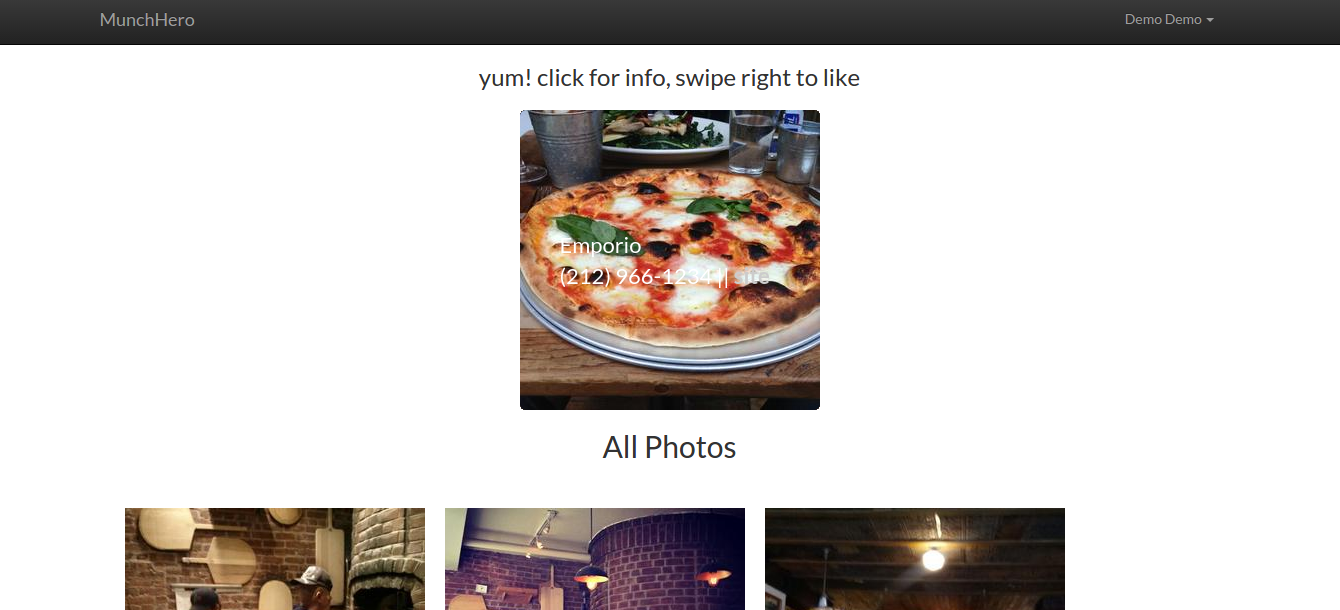 MunchHero
Demo Demo
yum! click for info, swipe right to like
Emporio
(212) 966-1234 || site
All Photos